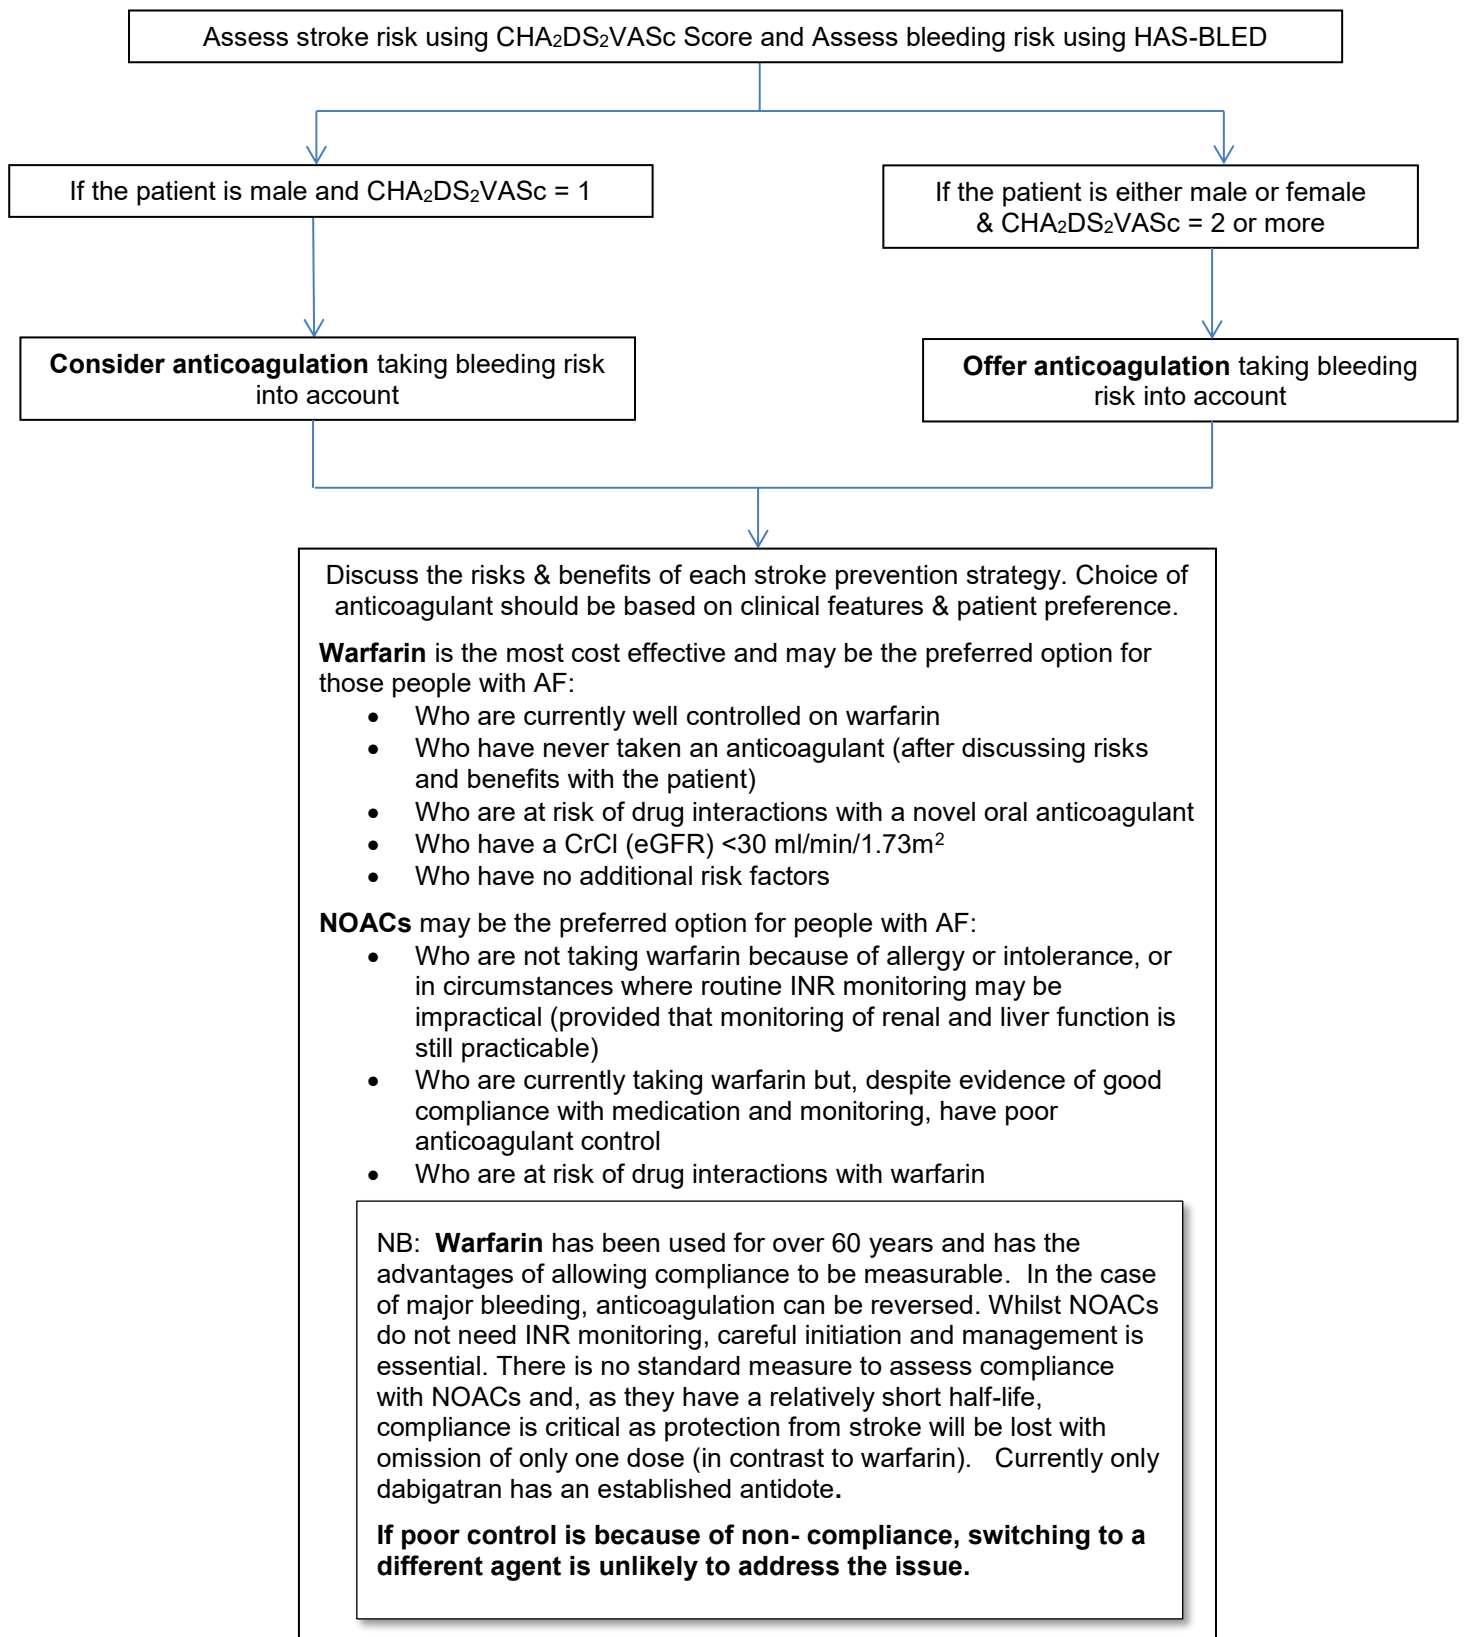 Assess stroke risk using CHA₂DS₂VASc Score and Assess bleeding risk using HAS-BLED
If the patient is male and CHA₂DS₂VASc = 1
If the patient is either male or female
& CHA₂DS₂VASc = 2 or more
Consider anticoagulation taking bleeding risk
into account
Offer anticoagulation taking bleeding
risk into account
Discuss the risks & benefits of each stroke prevention strategy. Choice of
anticoagulant should be based on clinical features & patient preference.
Warfarin is the most cost effective and may be the preferred option for
those people with AF:
• Who are currently well controlled on warfarin
• Who have never taken an anticoagulant (after discussing risks
and benefits with the patient)
• Who are at risk of drug interactions with a novel oral anticoagulant
• Who have a CrCl (eGFR) <30 ml/min/1.73m²
• Who have no additional risk factors
NOACs may be the preferred option for people with AF:
• Who are not taking warfarin because of allergy or intolerance, or
in circumstances where routine INR monitoring may be
impractical (provided that monitoring of renal and liver function is
still practicable)
• Who are currently taking warfarin but, despite evidence of good
compliance with medication and monitoring, have poor
anticoagulant control
• Who are at risk of drug interactions with warfarin
NB: Warfarin has been used for over 60 years and has the
advantages of allowing compliance to be measurable. In the case
of major bleeding, anticoagulation can be reversed. Whilst NOACs
do not need INR monitoring, careful initiation and management is
essential. There is no standard measure to assess compliance
with NOACs and, as they have a relatively short half-life,
compliance is critical as protection from stroke will be lost with
omission of only one dose (in contrast to warfarin). Currently only
dabigatran has an established antidote.
If poor control is because of non- compliance, switching to a
different agent is unlikely to address the issue.